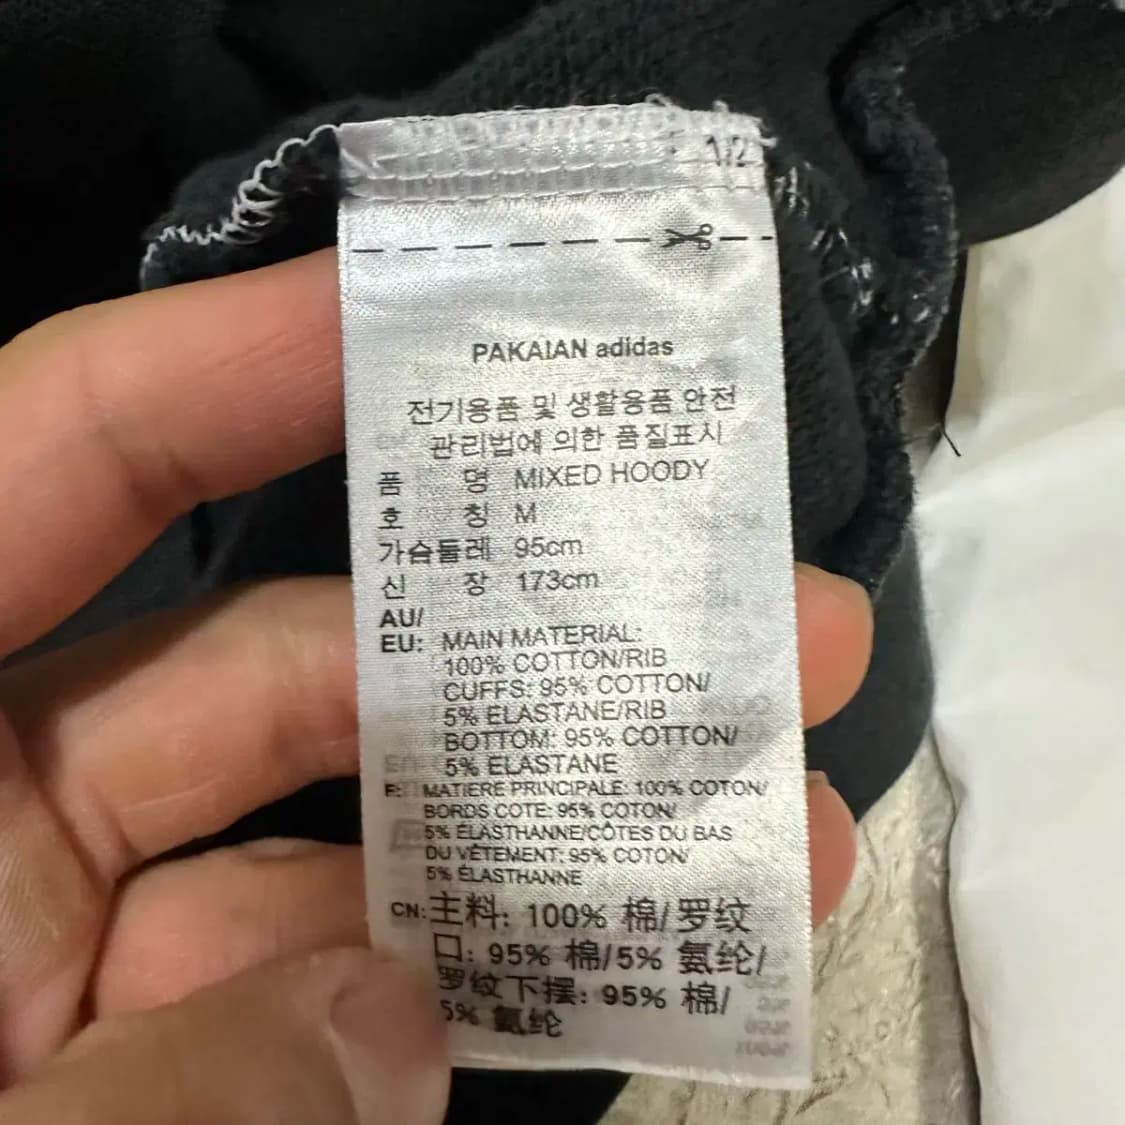 1/2
PAKAIAN adidas
전기용품 및 생활용품 안전
관리법에 의한 품질표시
품 명 MIXED HOODY
호 칭 M
가슴둘레 95cm
신 장 173cm
AU/
EU: MAIN MATERIAL:
100% COTTON/RIB
CUFFS: 95% COTTON/
5% ELASTANE/RIB
BOTTOM: 95% COTTON/
5% ELASTANE
F: MATIERE PRINCIPALE: 100% COTON/
BORDS COTE: 95% COTON/
5% ÉLASTHANNE/CÔTES DU BAS
DU VÊTEMENT: 95% COTON/
5% ÉLASTHANNE
CN: 主料: 100% 棉/罗纹
口: 95% 棉/5% 氨纶/
罗纹下摆: 95% 棉/
5% 氨纶